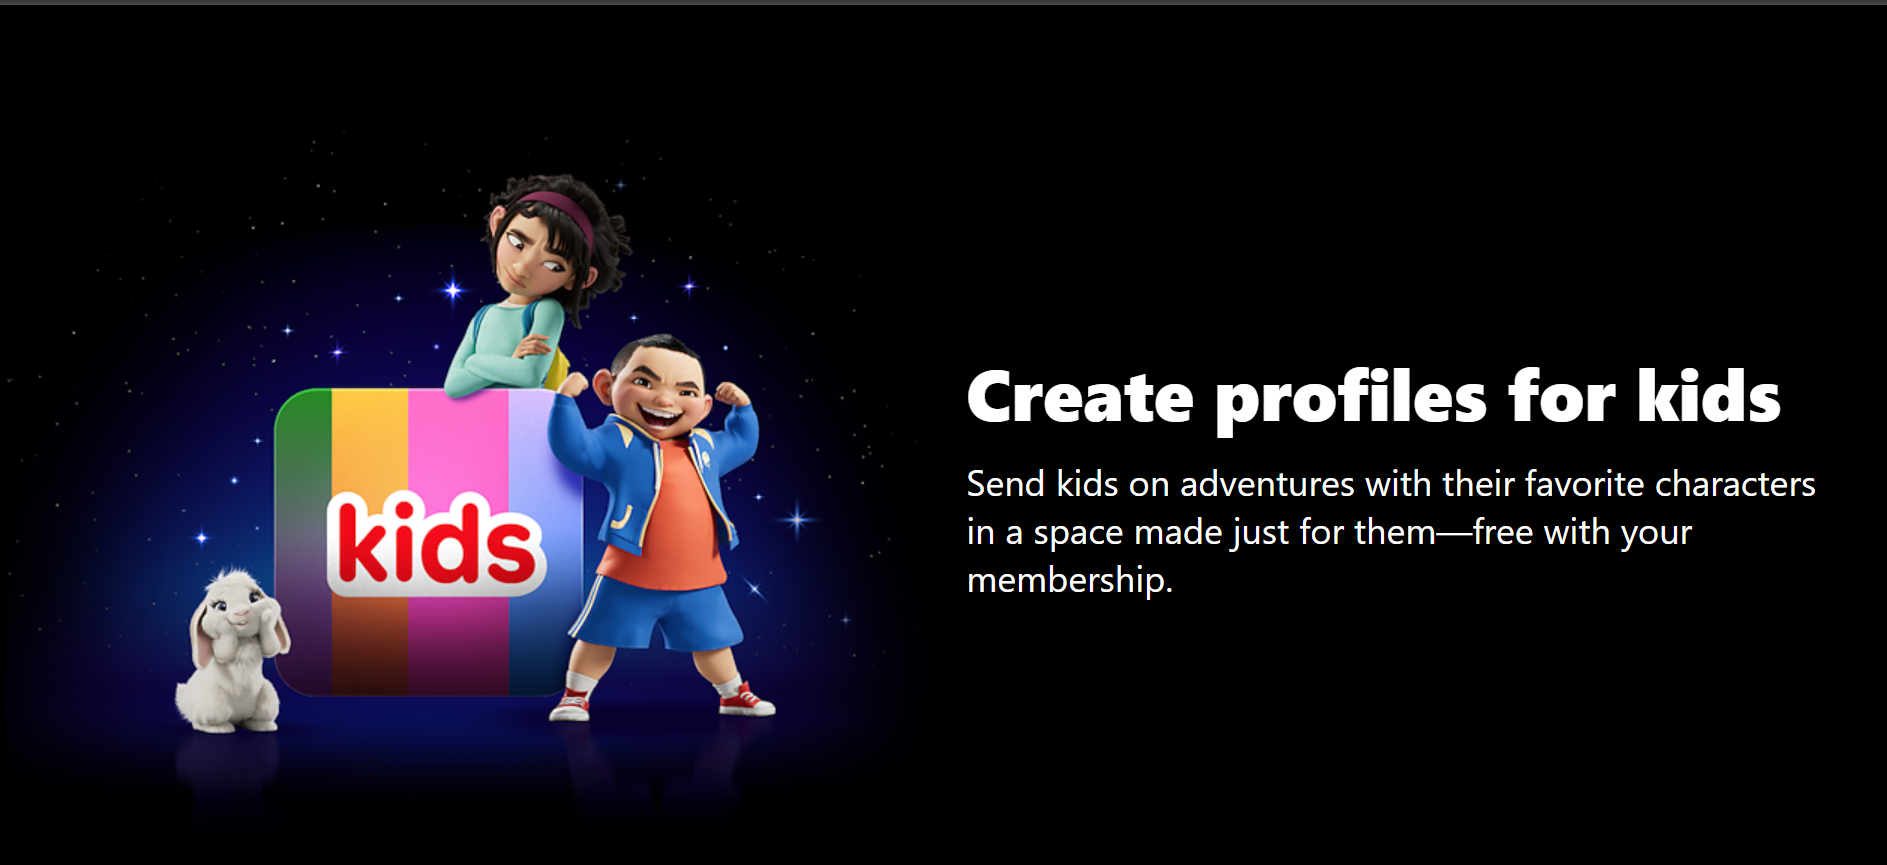 kids
Create profiles for kids
Send kids on adventures with their favorite characters
in a space made just for them—free with your
membership.